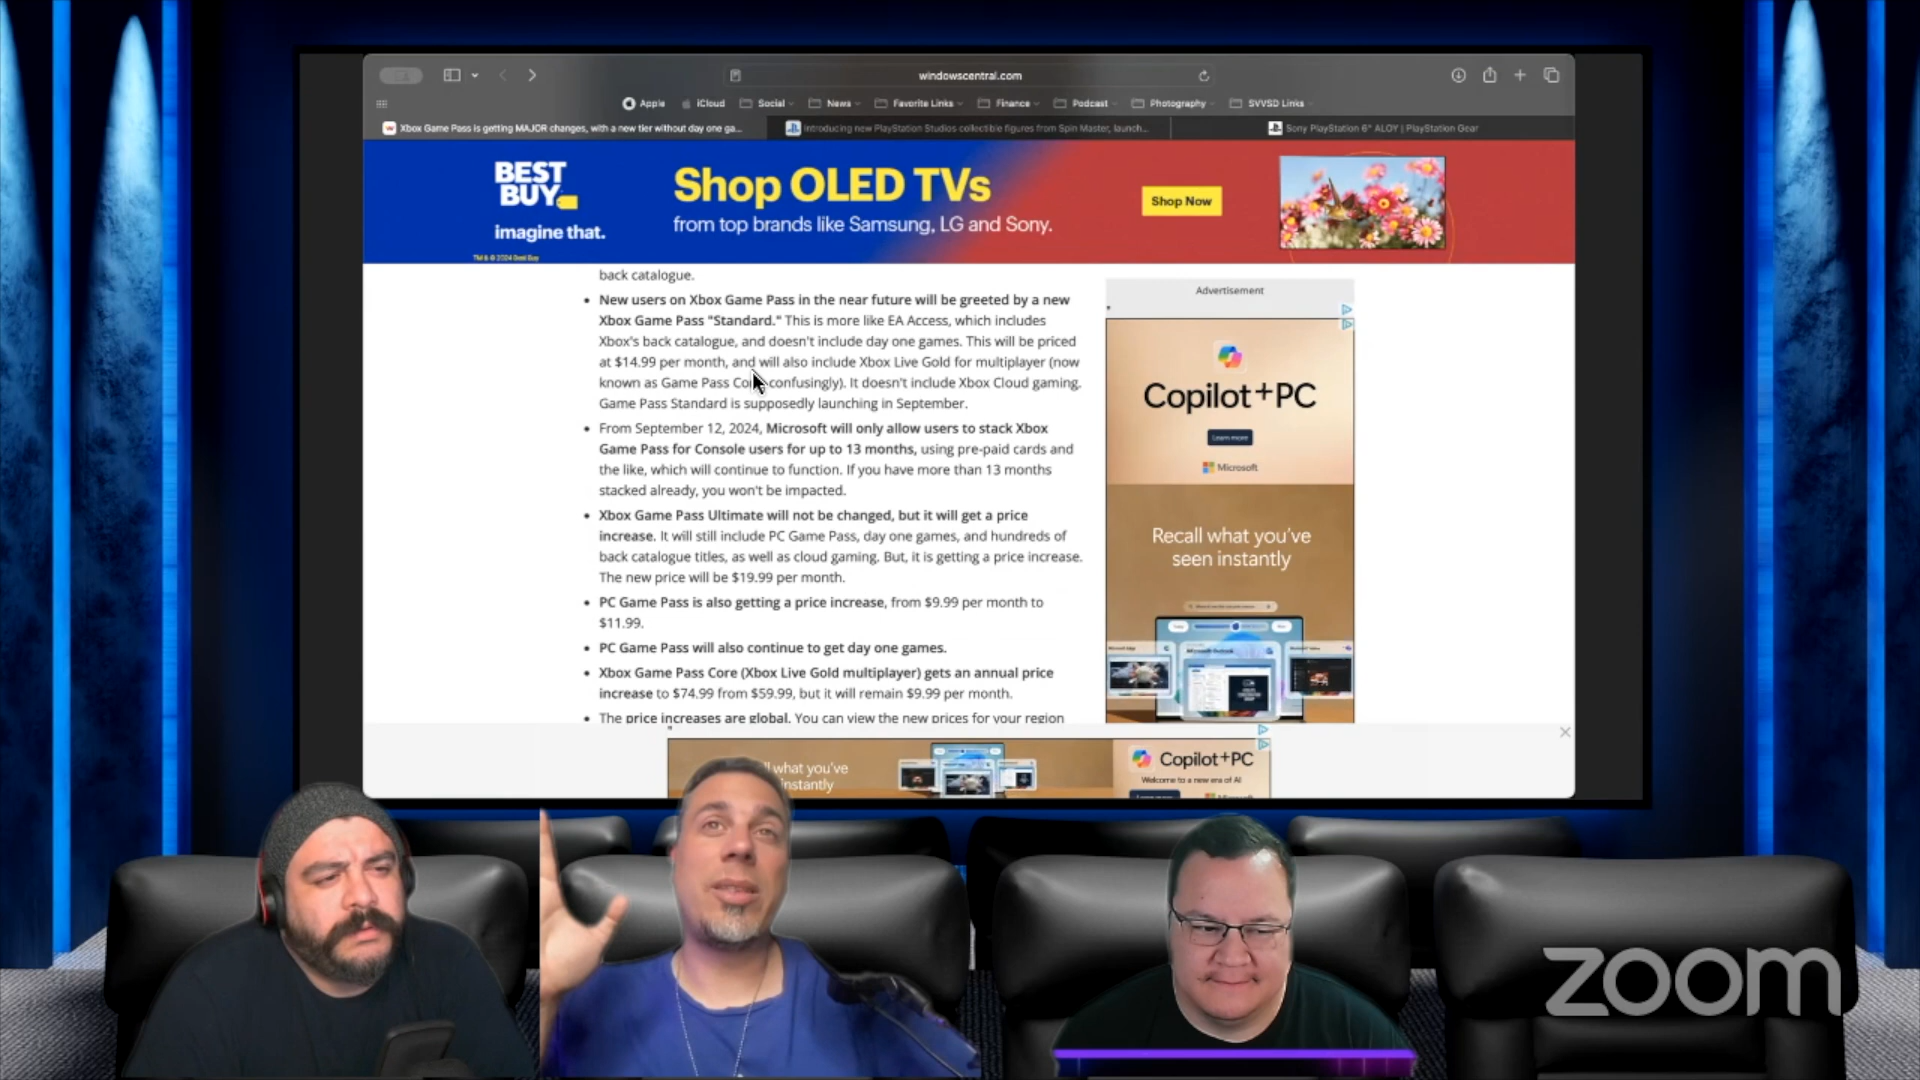 windowscentral.com
Apple iCloud Social News Favorite Links Finance Podcast Photography SVVSD Links
Xbox Game Pass is getting MAJOR changes, with a new tier without day one ga...
Introducing new PlayStation Studios collectible figures from Spin Master, launch...
Sony PlayStation 6" ALOY | PlayStation Gear
BEST
BUY
imagine that.
TM & © 2024 Best Buy
Shop OLED TVs
from top brands like Samsung, LG and Sony.
Shop Now
back catalogue.
• New users on Xbox Game Pass in the near future will be greeted by a new
Xbox Game Pass "Standard." This is more like EA Access, which includes
Xbox's back catalogue, and doesn't include day one games. This will be priced
at $14.99 per month, and will also include Xbox Live Gold for multiplayer (now
known as Game Pass Co confusingly). It doesn't include Xbox Cloud gaming.
Game Pass Standard is supposedly launching in September.
• From September 12, 2024, Microsoft will only allow users to stack Xbox
Game Pass for Console users for up to 13 months, using pre-paid cards and
the like, which will continue to function. If you have more than 13 months
stacked already, you won't be impacted.
• Xbox Game Pass Ultimate will not be changed, but it will get a price
increase. It will still include PC Game Pass, day one games, and hundreds of
back catalogue titles, as well as cloud gaming. But, it is getting a price increase.
The new price will be $19.99 per month.
• PC Game Pass is also getting a price increase, from $9.99 per month to
$11.99.
• PC Game Pass will also continue to get day one games.
• Xbox Game Pass Core (Xbox Live Gold multiplayer) gets an annual price
increase to $74.99 from $59.99, but it will remain $9.99 per month.
• The price increases are global. You can view the new prices for your region
Advertisement
Copilot+PC
Learn more
Microsoft
Recall what you've
seen instantly
what you've
instantly
Copilot+PC
Welcome to a new era of AI
zoom